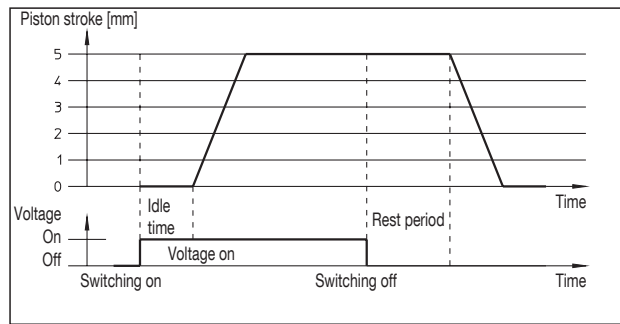 Piston stroke [mm]
5
4
3
2
1
0
Time
Idle
time
Rest period
Voltage
On
Off
Voltage on
Switching on
Switching off
Time